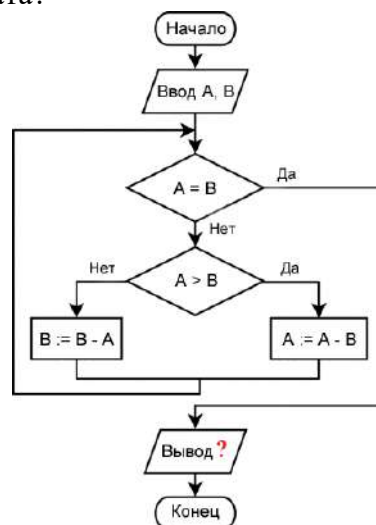 Начало
Ввод А, В
А = В
Да
Нет
А > В
Нет
Да
В := В - А
А := А - В
Вывод ?
Конец